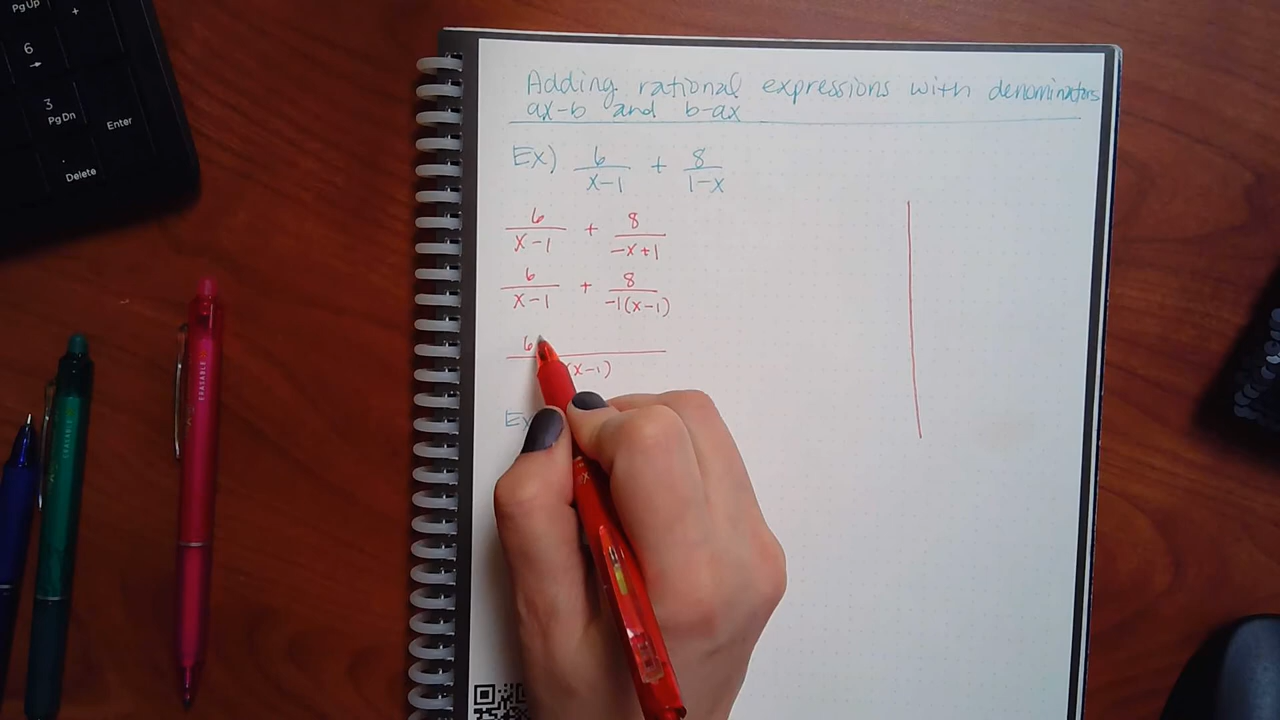 PgUp
+
6
3
PgDn
Enter
.
Delete
Adding rational expressions with denominators
ax-b and b-ax
Ex) 6/(x-1) + 8/(1-x)
6/(x-1) + 8/(-x+1)
6/(x-1) + 8/(-1(x-1))
6
(x-1)
Ex
ERASABLE